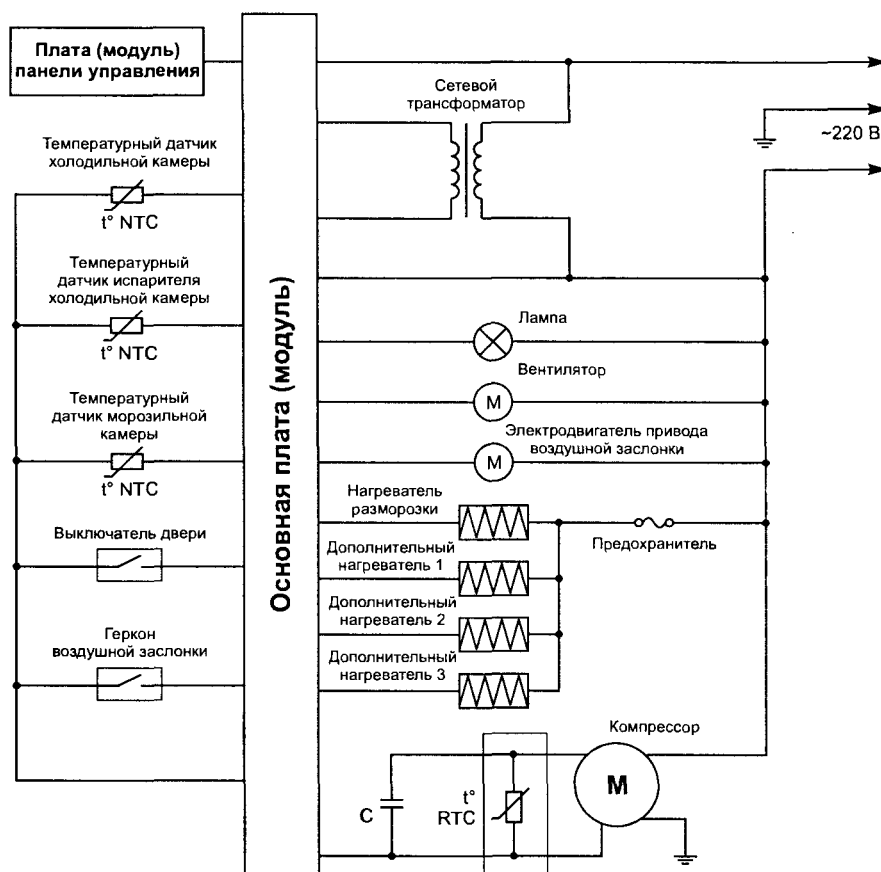 Плата (модуль)
панели управления
Температурный датчик
холодильной камеры
t° NTC
Температурный
датчик испарителя
холодильной камеры
t° NTC
Температурный
датчик морозильной
камеры
t° NTC
Выключатель двери
Геркон
воздушной заслонки
Основная плата (модуль)
Сетевой
трансформатор
~220 В
Лампа
Вентилятор
M
Электродвигатель привода
воздушной заслонки
M
Нагреватель
разморозки
Предохранитель
Дополнительный
нагреватель 1
Дополнительный
нагреватель 2
Дополнительный
нагреватель 3
Компрессор
M
C
t°
RTC